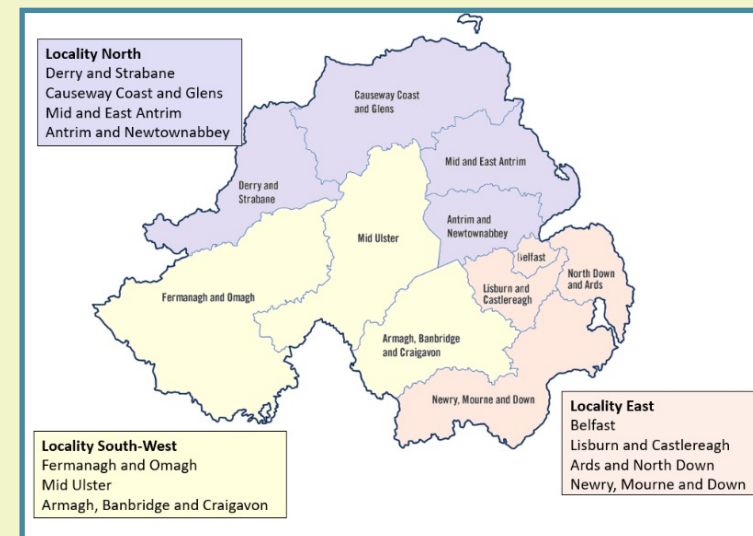 Locality North
Derry and Strabane
Causeway Coast and Glens
Mid and East Antrim
Antrim and Newtownabbey
Causeway Coast
and Glens
Mid and East Antrim
Derry and
Strabane
Antrim and
Newtownabbey
Mid Ulster
Belfast
North Down
and Ards
Lisburn and
Castlereagh
Fermanagh and Omagh
Armagh, Banbridge
and Craigavon
Newry, Mourne and Down
Locality East
Belfast
Lisburn and Castlereagh
Ards and North Down
Newry, Mourne and Down
Locality South-West
Fermanagh and Omagh
Mid Ulster
Armagh, Banbridge and Craigavon